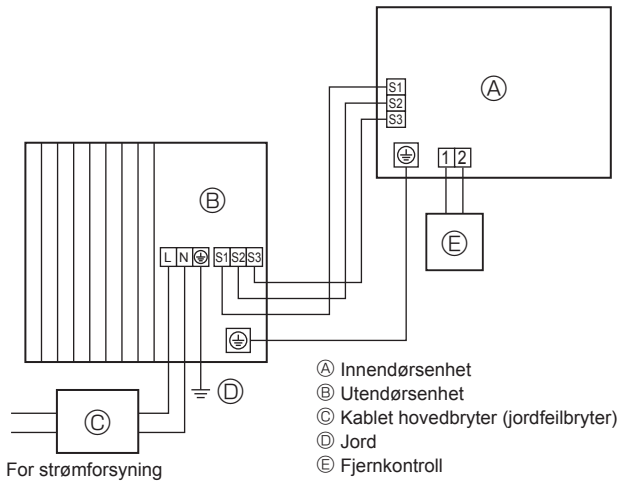 S1
S2
S3
Ⓐ
1 2
Ⓔ
Ⓑ
L N S1 S2 S3
Ⓓ
Ⓒ
For strømforsyning
Ⓐ Innendørsenhet
Ⓑ Utendørsenhet
Ⓒ Kablet hovedbryter (jordfeilbryter)
Ⓓ Jord
Ⓔ Fjernkontroll